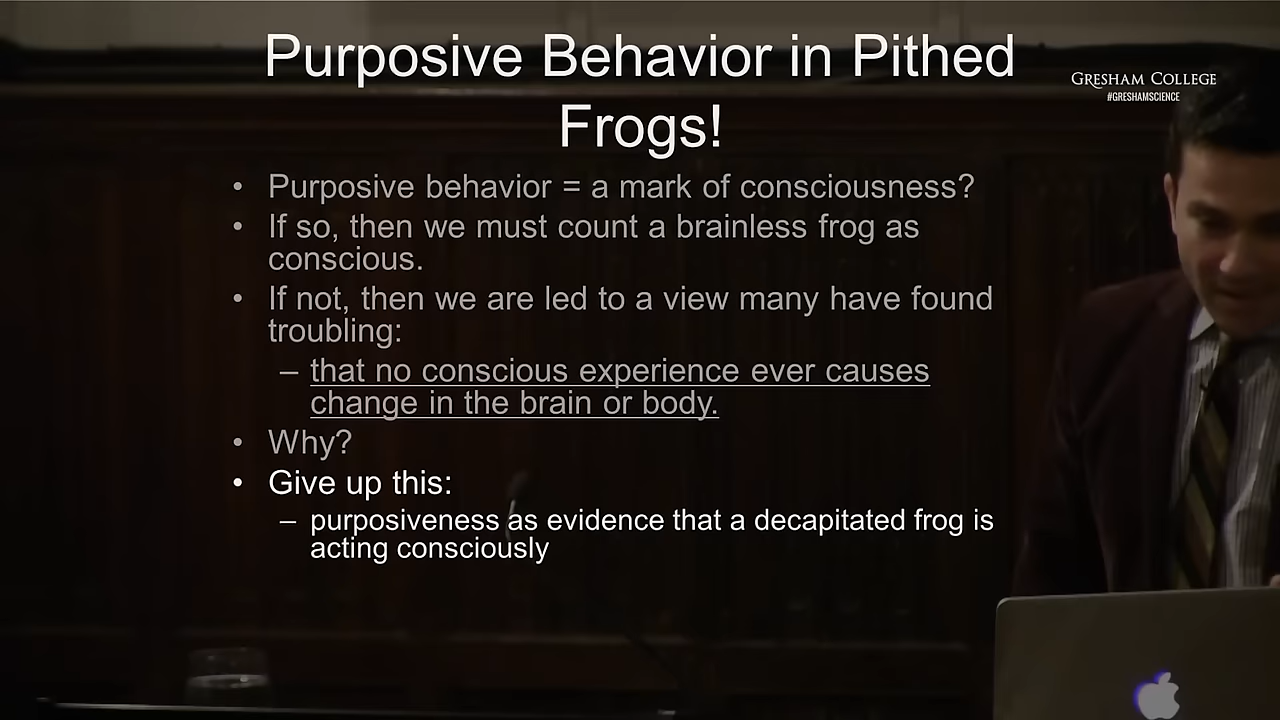 Purposive Behavior in Pithed
Frogs!
GRESHAM COLLEGE
#GRESHAMSCIENCE
• Purposive behavior = a mark of consciousness?
• If so, then we must count a brainless frog as
conscious.
• If not, then we are led to a view many have found
troubling:
– that no conscious experience ever causes
change in the brain or body.
• Why?
• Give up this:
– purposiveness as evidence that a decapitated frog is
acting consciously